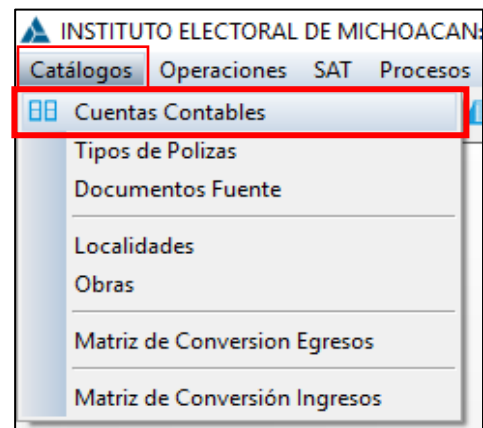 INSTITUTO ELECTORAL DE MICHOACAN:
Catálogos Operaciones SAT Procesos
Cuentas Contables
Tipos de Polizas
Documentos Fuente
Localidades
Obras
Matriz de Conversion Egresos
Matriz de Conversión Ingresos